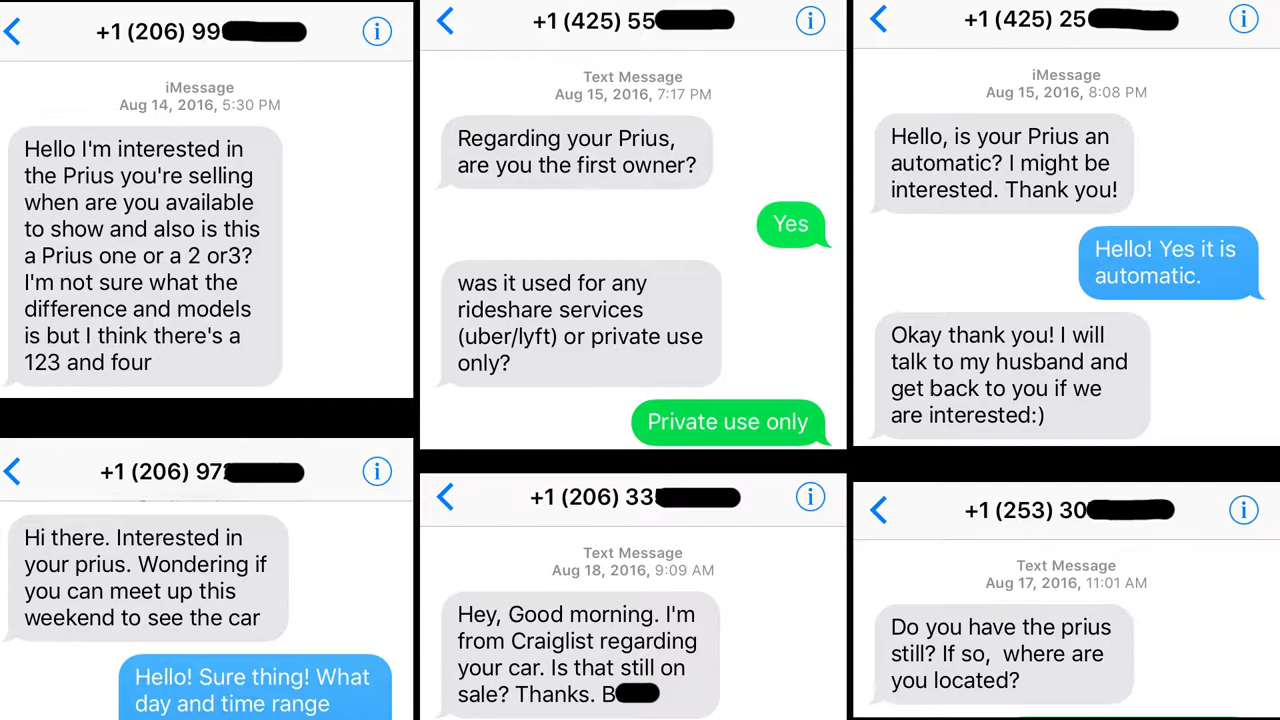 +1 (206) 99
iMessage
Aug 14, 2016, 5:30 PM
Hello I'm interested in
the Prius you're selling
when are you available
to show and also is this
a Prius one or a 2 or3?
I'm not sure what the
difference and models
is but I think there's a
123 and four
+1 (206) 97
Hi there. Interested in
your prius. Wondering if
you can meet up this
weekend to see the car
Hello! Sure thing! What
day and time range
+1 (425) 55
Text Message
Aug 15, 2016, 7:17 PM
Regarding your Prius,
are you the first owner?
Yes
was it used for any
rideshare services
(uber/lyft) or private use
only?
Private use only
+1 (206) 33
Text Message
Aug 18, 2016, 9:09 AM
Hey, Good morning. I'm
from Craiglist regarding
your car. Is that still on
sale? Thanks. B
+1 (425) 25
iMessage
Aug 15, 2016, 8:08 PM
Hello, is your Prius an
automatic? I might be
interested. Thank you!
Hello! Yes it is
automatic.
Okay thank you! I will
talk to my husband and
get back to you if we
are interested:)
+1 (253) 30
Text Message
Aug 17, 2016, 11:01 AM
Do you have the prius
still? If so,  where are
you located?